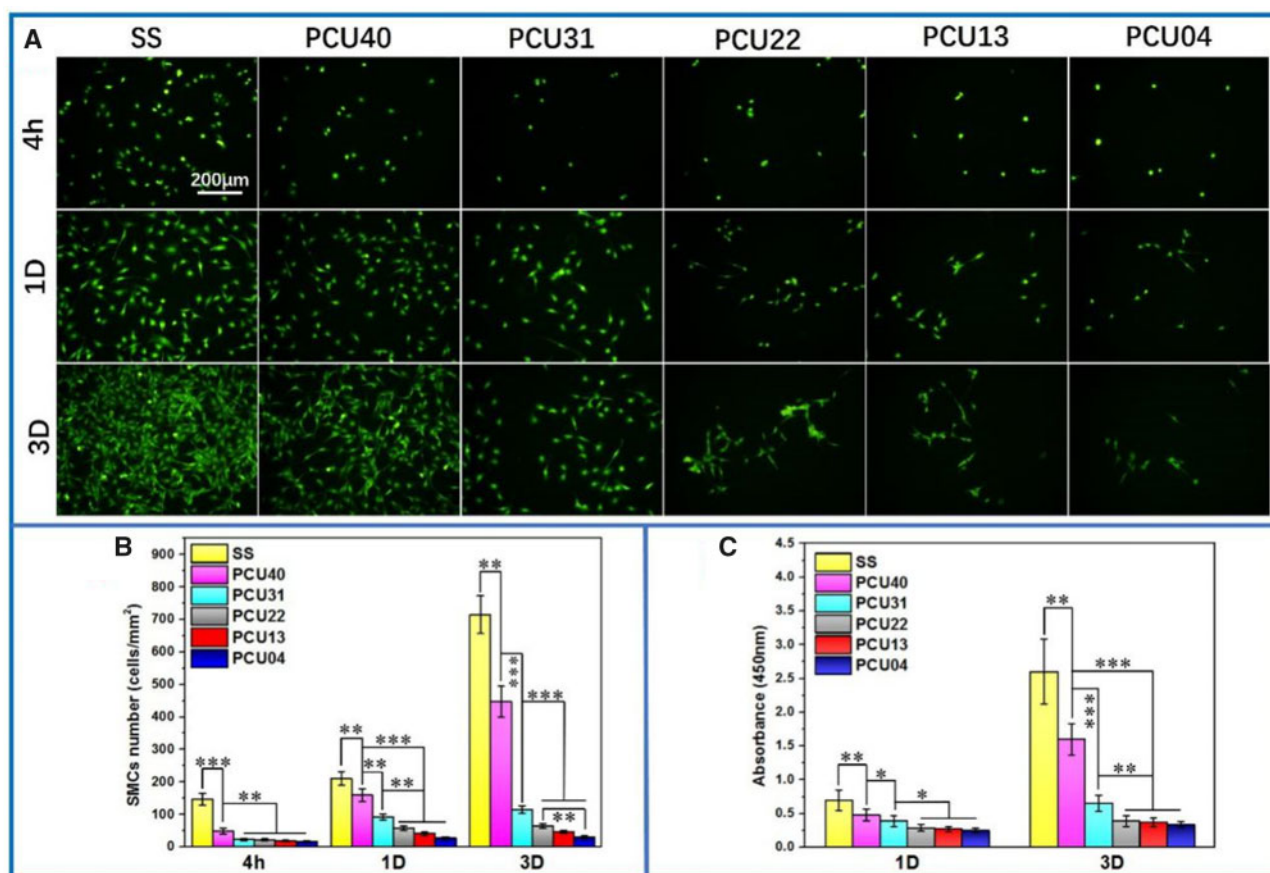 A
SS PCU40 PCU31 PCU22 PCU13 PCU04
4h
200μm
1D
3D
B
SMCs number (cells/mm²)
900
800
700
600
500
400
300
200
100
0
SS
PCU40
PCU31
PCU22
PCU13
PCU04
***
**
**
***
**
**
**
***
***
**
4h 1D 3D
C
Absorbance (450nm)
4.5
4.0
3.5
3.0
2.5
2.0
1.5
1.0
0.5
0.0
SS
PCU40
PCU31
PCU22
PCU13
PCU04
**
*
*
**
***
***
**
1D 3D